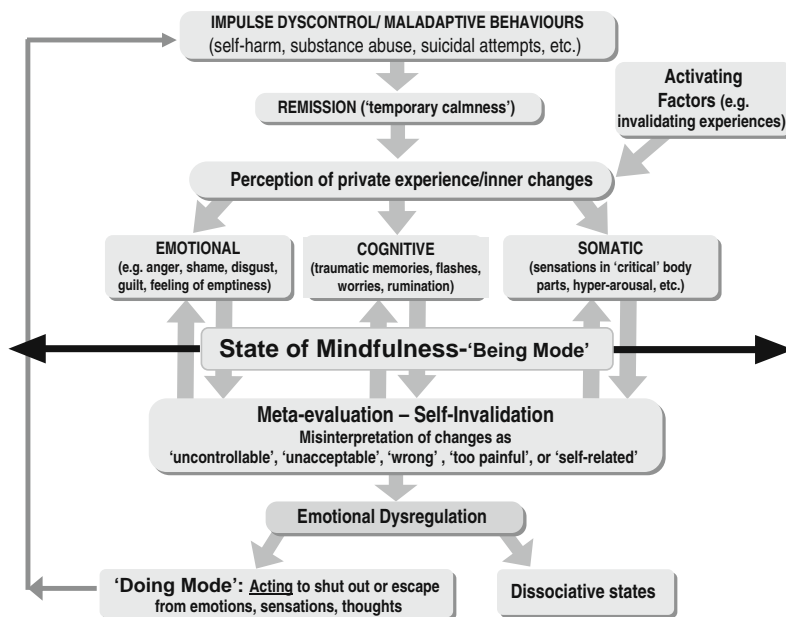 IMPULSE DYSCONTROL/ MALADAPTIVE BEHAVIOURS
(self-harm, substance abuse, suicidal attempts, etc.)
REMISSION (‘temporary calmness’)
Activating
Factors (e.g.
invalidating experiences)
Perception of private experience/inner changes
EMOTIONAL
(e.g. anger, shame, disgust,
guilt, feeling of emptiness)
COGNITIVE
(traumatic memories, flashes,
worries, rumination)
SOMATIC
(sensations in ‘critical’ body
parts, hyper-arousal, etc.)
State of Mindfulness-‘Being Mode’
Meta-evaluation – Self-Invalidation
Misinterpretation of changes as
‘uncontrollable’, ‘unacceptable’, ‘wrong’ , ‘too painful’, or ‘self-related’
Emotional Dysregulation
‘Doing Mode’: Acting to shut out or escape
from emotions, sensations, thoughts
Dissociative states